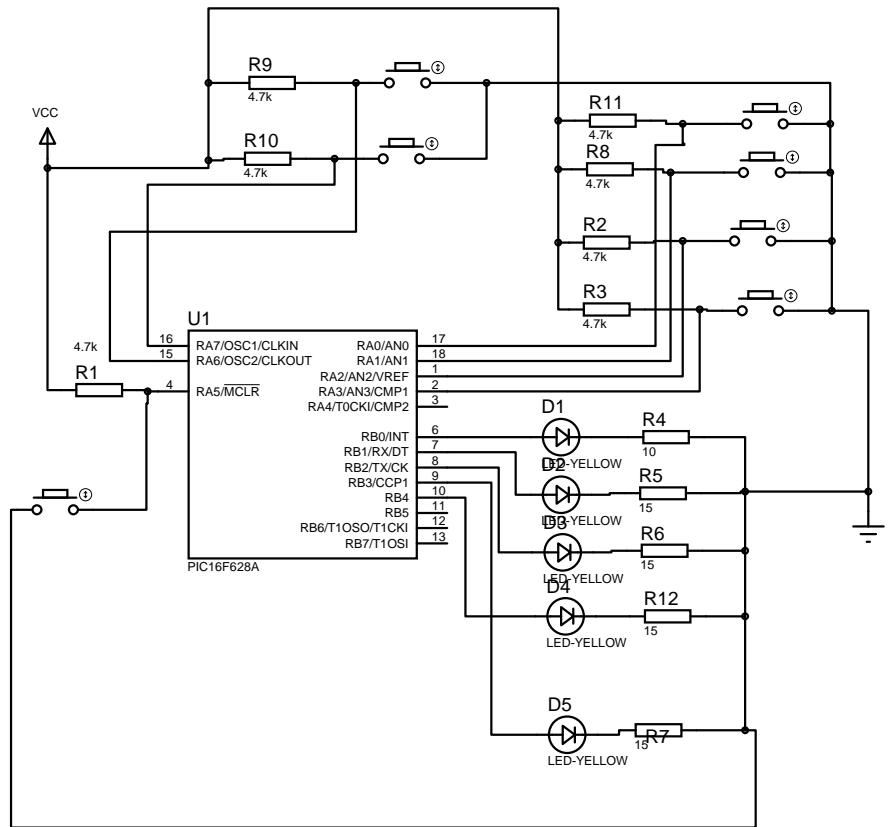 R9
4.7k
VCC
R10
4.7k
R11
4.7k
R8
4.7k
R2
4.7k
R3
4.7k
U1
4.7k
R1
16 RA7/OSC1/CLKIN
15 RA6/OSC2/CLKOUT
4 RA5/MCLR
RA0/AN0 17
RA1/AN1 18
RA2/AN2/VREF 1
RA3/AN3/CMP1 2
RA4/T0CKI/CMP2 3
RB0/INT 6
RB1/RX/DT 7
RB2/TX/CK 8
RB3/CCP1 9
RB4 10
RB5 11
RB6/T1OSO/T1CKI 12
RB7/T1OSI 13
PIC16F628A
D1
LED-YELLOW
R4
10
D2
LED-YELLOW
R5
15
D3
LED-YELLOW
R6
15
D4
LED-YELLOW
R12
15
D5
LED-YELLOW
R7
15